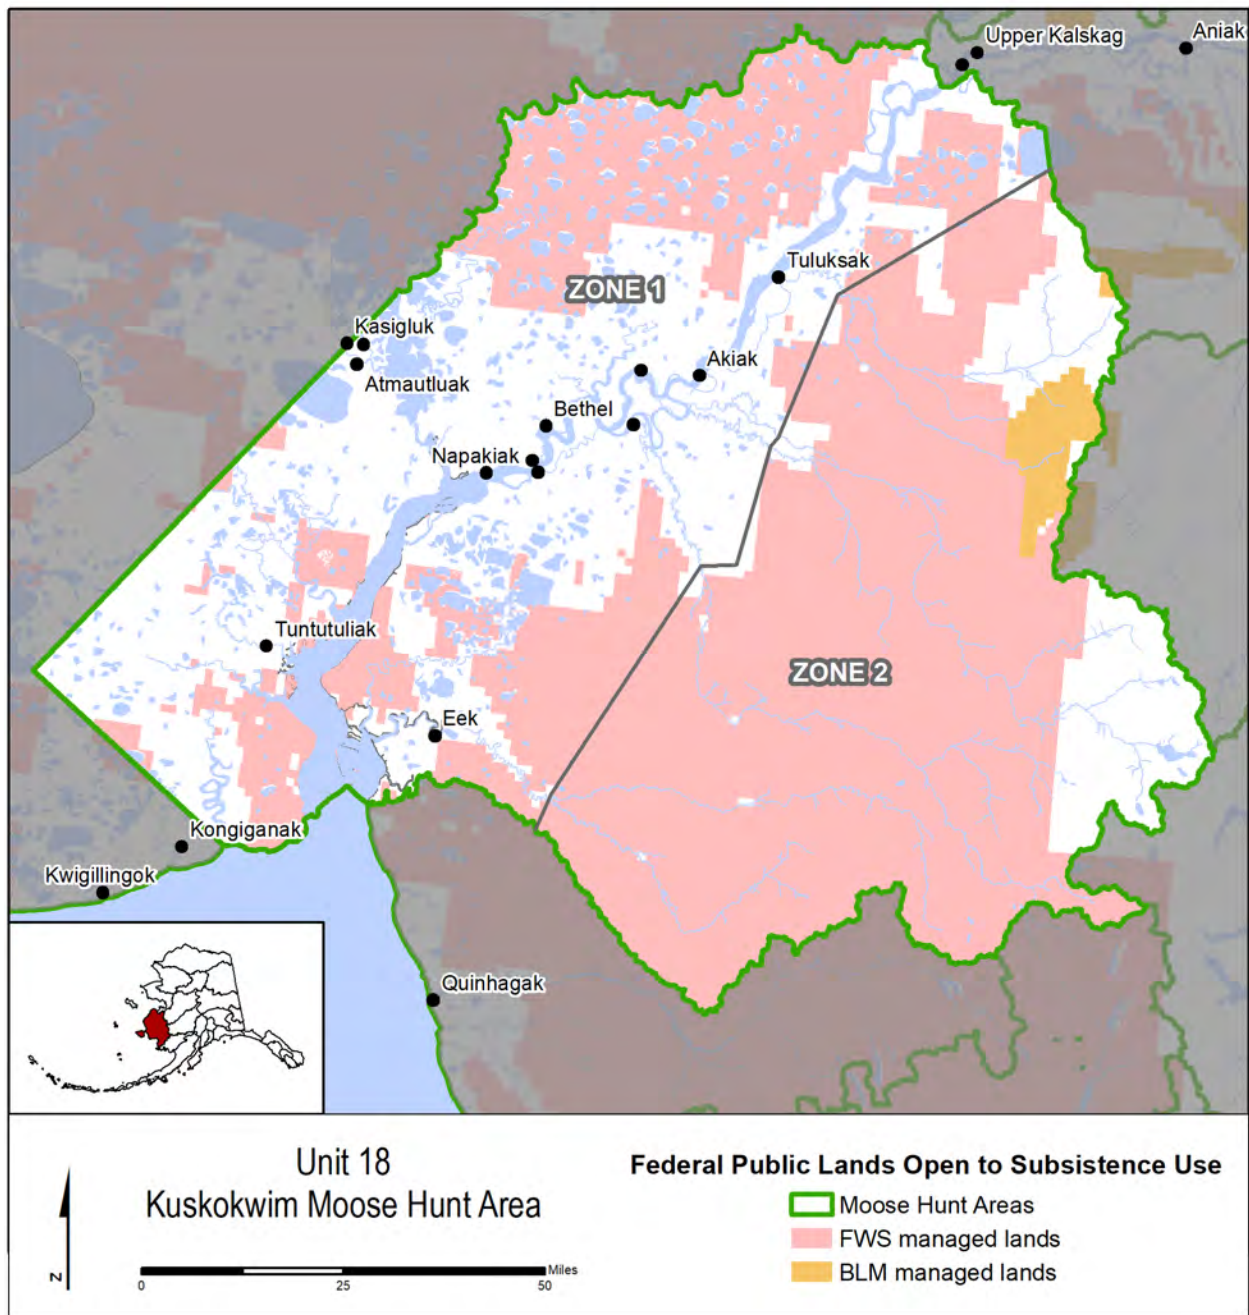 Upper Kalskag
Aniak
Tuluksak
ZONE 1
Kasigluk
Akiak
Atmautluak
Bethel
Napakiak
Tuntutuliak
ZONE 2
Eek
Kongiganak
Kwigillingok
Quinhagak
Unit 18
Kuskokwim Moose Hunt Area
N
0
25
50
Miles
Federal Public Lands Open to Subsistence Use
Moose Hunt Areas
FWS managed lands
BLM managed lands